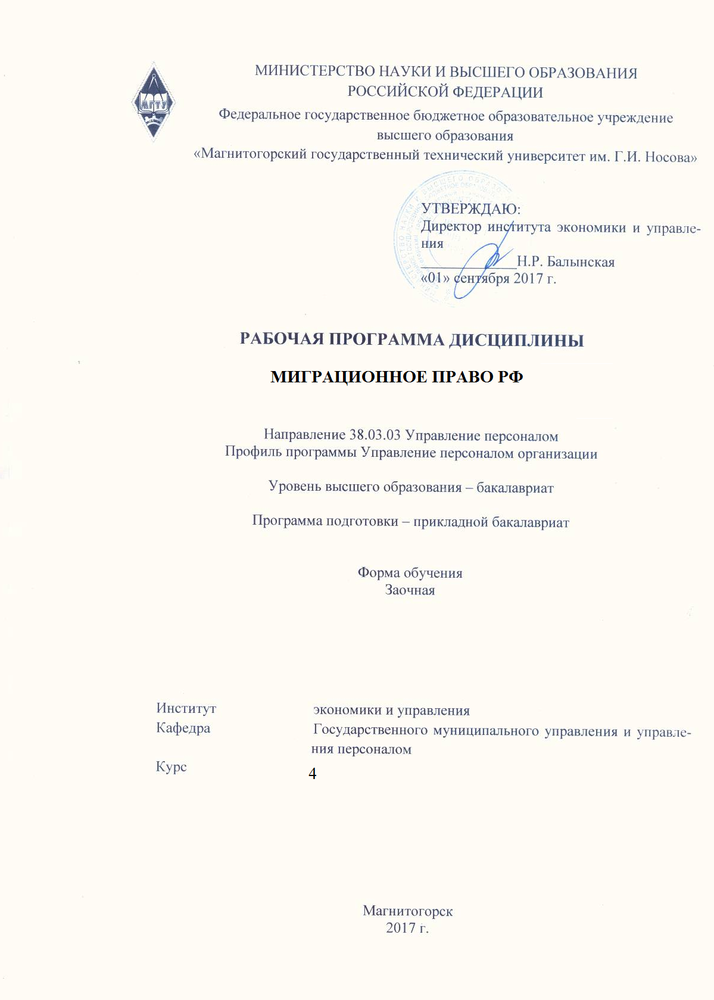 МИНИСТЕРСТВО НАУКИ И ВЫСШЕГО ОБРАЗОВАНИЯ
РОССИЙСКОЙ ФЕДЕРАЦИИ
Федеральное государственное бюджетное образовательное учреждение
высшего образования
«Магнитогорский государственный технический университет им. Г.И. Носова»
МГТУ
УТВЕРЖДАЮ:
Директор института экономики и управле-
ния
_____________Н.Р. Балынская
«01» сентября 2017 г.
РАБОЧАЯ ПРОГРАММА ДИСЦИПЛИНЫ
МИГРАЦИОННОЕ ПРАВО РФ
Направление 38.03.03 Управление персоналом
Профиль программы Управление персоналом организации
Уровень высшего образования – бакалавриат
Программа подготовки – прикладной бакалавриат
Форма обучения
Заочная
Институт экономики и управления
Кафедра Государственного муниципального управления и управле-
ния персоналом
Курс 4
Магнитогорск
2017 г.